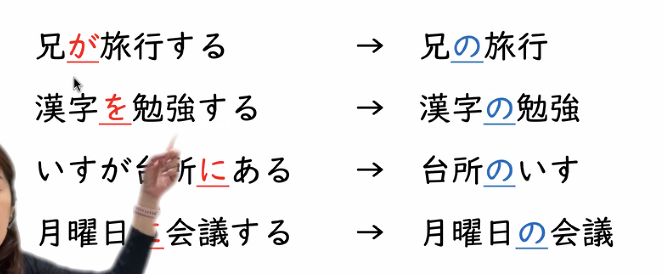 兄が旅行する → 兄の旅行
漢字を勉強する → 漢字の勉強
いすが台所にある → 台所のいす
月曜日に会議する → 月曜日の会議